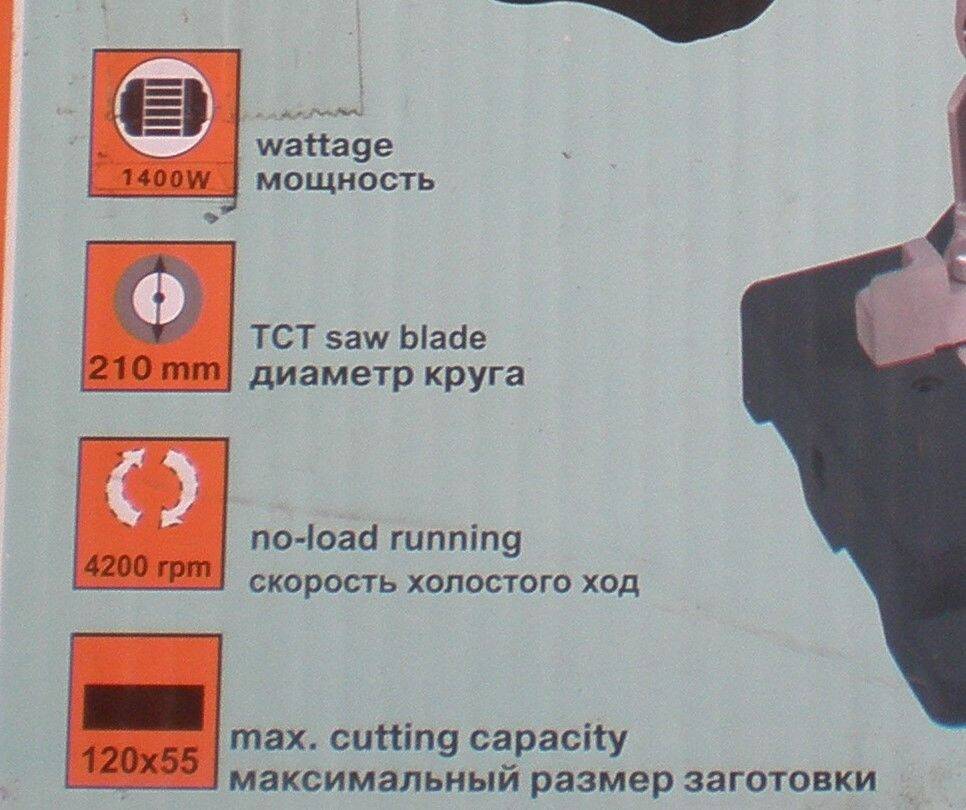 wattage
1400W
мощность
TCT saw blade
210 mm
диаметр круга
no-load running
4200 rpm
скорость холостого ход
max. cutting capacity
120x55
максимальный размер заготовки